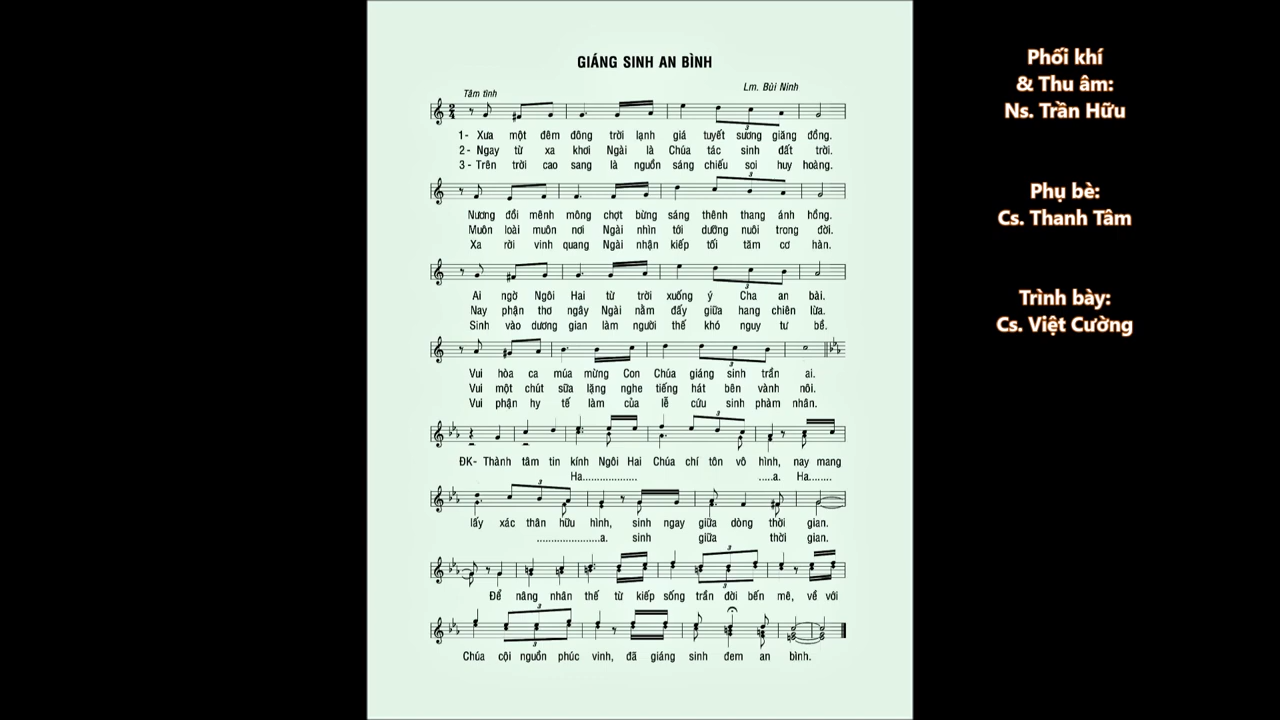 GIÁNG SINH AN BÌNH
Tâm tình
Lm. Bùi Ninh
1- Xưa một đêm đông trời lạnh giá tuyết sương giăng đồng.
2- Ngay từ xa khơi Ngài là Chúa tác sinh đất trời.
3- Trên trời cao sang là nguồn sáng chiếu soi huy hoàng.
Nương đồi mênh mông chợt bừng sáng thênh thang ánh hồng.
Muôn loài muôn nơi Ngài nhìn tới dưỡng nuôi trong đời.
Xa rời vinh quang Ngài nhận kiếp tối tăm cơ hàn.
Ai ngờ Ngôi Hai từ trời xuống ý Cha an bài.
Nay phận thơ ngây Ngài nằm đấy giữa hang chiên lừa.
Sinh vào dương gian làm người thế khó nguy tư bề.
Vui hòa ca múa mừng Con Chúa giáng sinh trần ai.
Vui một chút sữa lặng nghe tiếng hát bên vành nôi.
Vui phận hy tế làm của lễ cứu sinh phàm nhân.
ĐK- Thành tâm tin kính Ngôi Hai Chúa chí tôn vô hình, nay mang
Ha.................. .....a. Ha........
lấy xác thân hữu hình, sinh ngay giữa dòng thời gian.
.....................a. sinh giữa thời gian.
Để nâng nhân thế từ kiếp sống trần đời bến mê, về với
Chúa cội nguồn phúc vinh, đã giáng sinh đem an bình.
Phối khí
& Thu âm:
Ns. Trần Hữu
Phụ bè:
Cs. Thanh Tâm
Trình bày:
Cs. Việt Cường